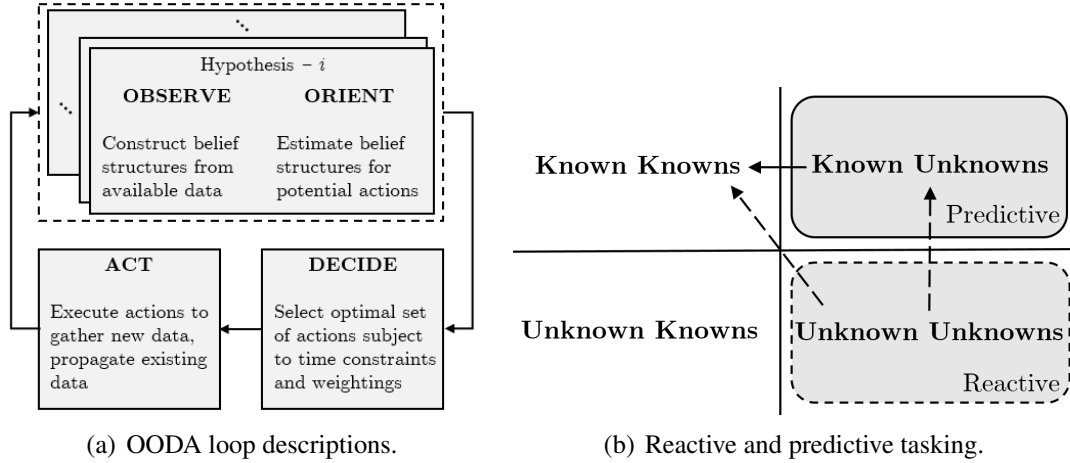 Hypothesis – i
OBSERVE
Construct belief
structures from
available data
ORIENT
Estimate belief
structures for
potential actions
ACT
Execute actions to
gather new data,
propagate existing
data
DECIDE
Select optimal set
of actions subject
to time constraints
and weightings
(a) OODA loop descriptions.
Known Knowns
Known Unknowns
Predictive
Unknown Knowns
Unknown Unknowns
Reactive
(b) Reactive and predictive tasking.